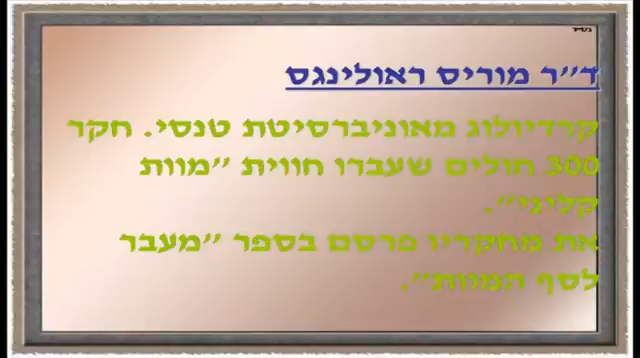 בס״ד
ד״ר מוריס ראולינגס
קרדיולוג מאוניברסיטת טנסי. חקר
300 חולים שעברו חווית ״מוות
קליני״.
את מחקריו פרסם בספר ״מעבר
לסף המוות״.